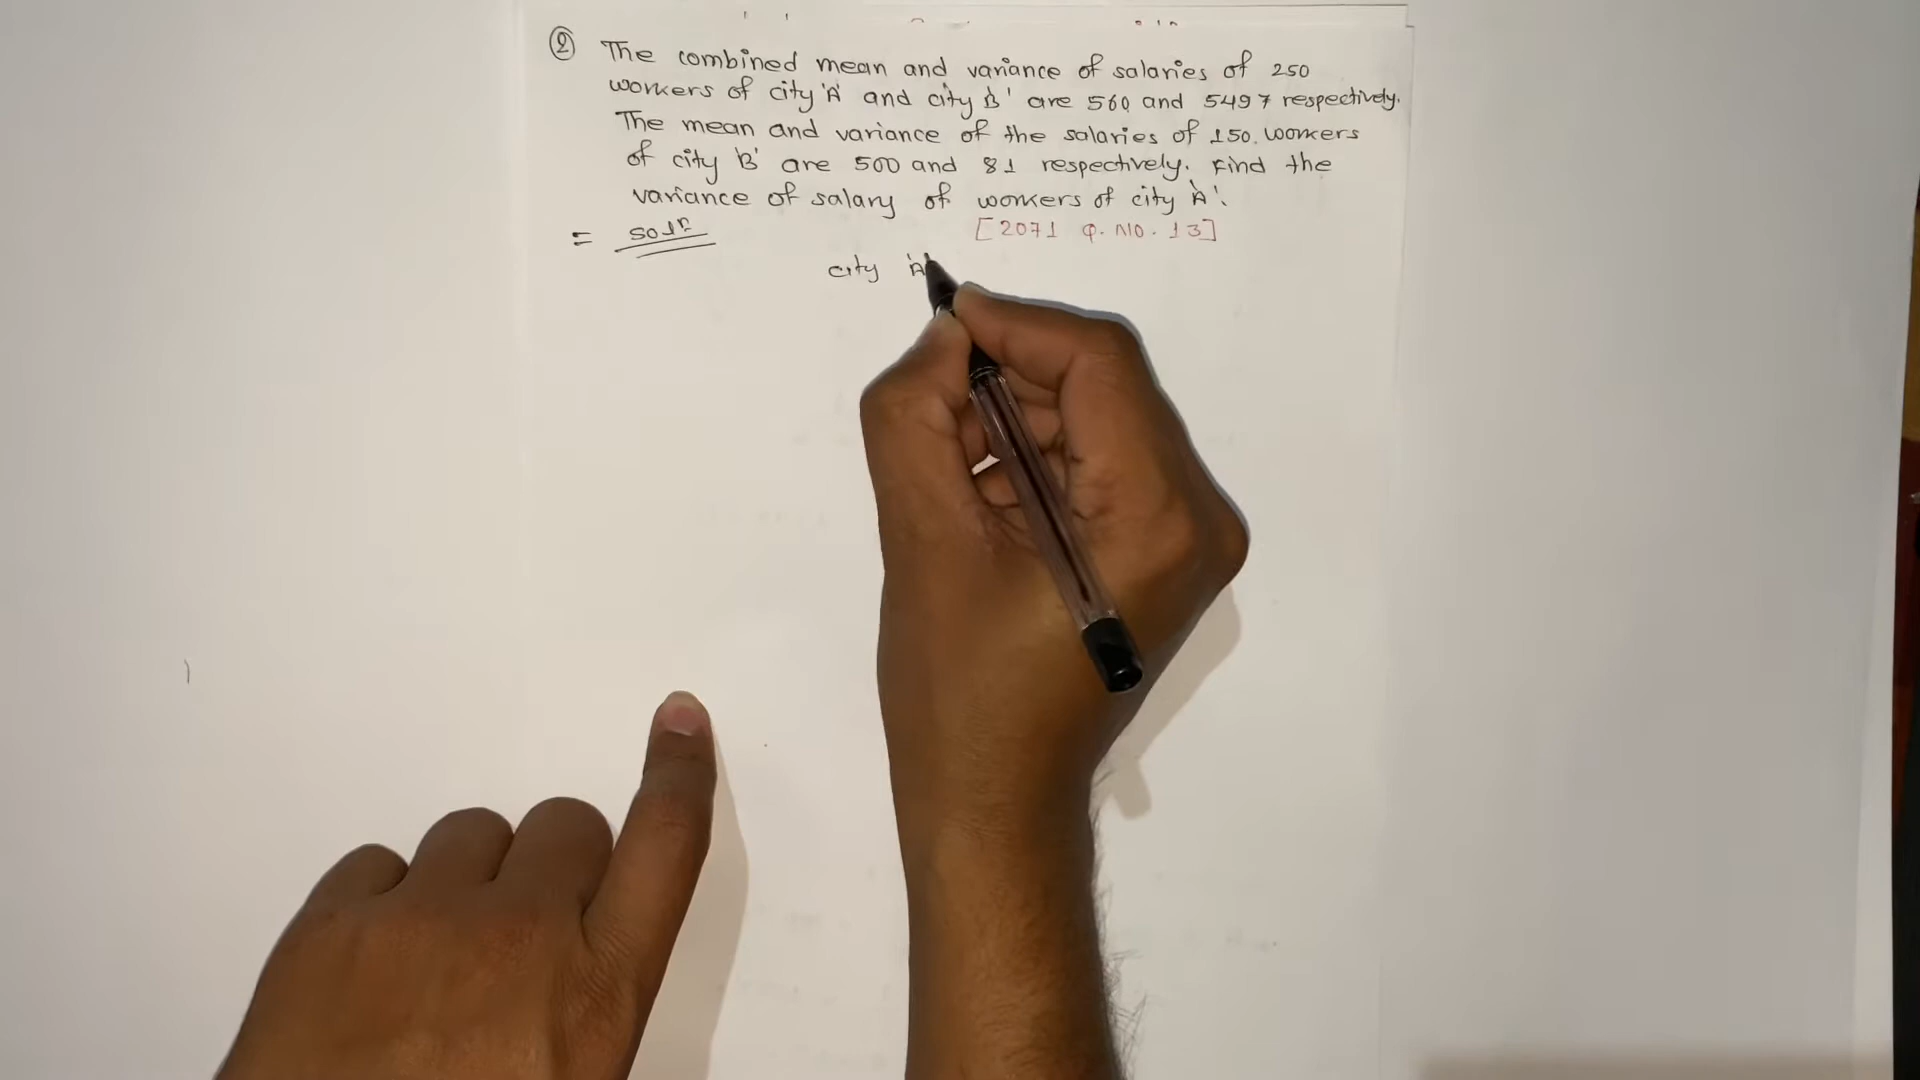 ② The combined mean and variance of salaries of 250
workers of city 'A' and city 'B' are 560 and 5497 respectively.
The mean and variance of the salaries of 150 workers
of city 'B' are 500 and 81 respectively. Find the
variance of salary of workers of city 'A'.
= solⁿ
[2071 Q.NO.13]
city 'A'